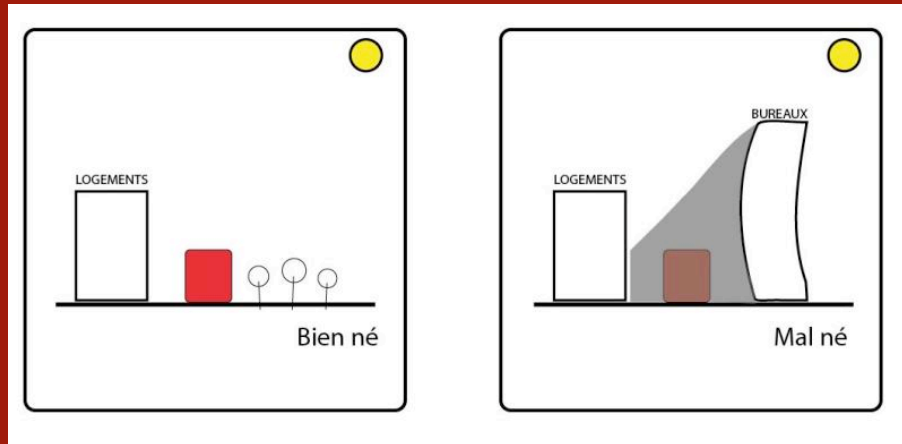 LOGEMENTS
Bien né
BUREAUX
LOGEMENTS
Mal né